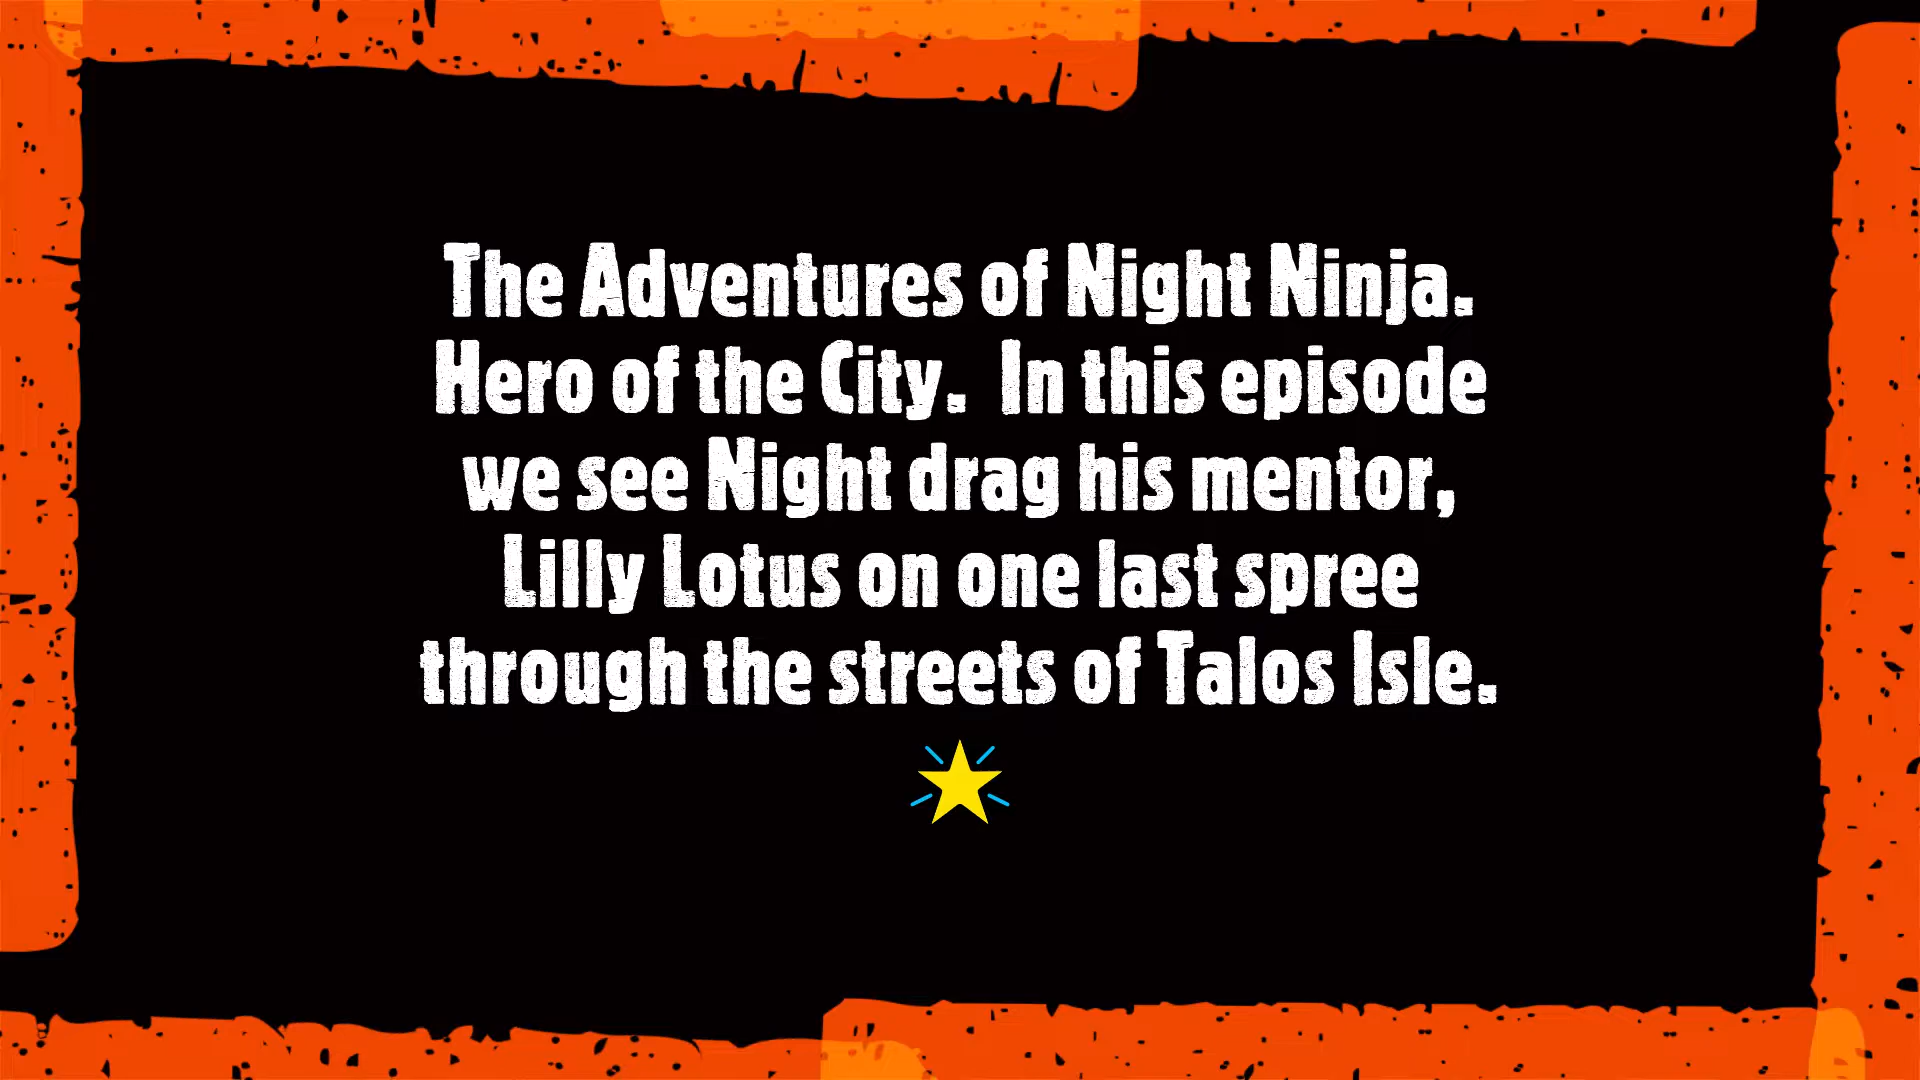 The Adventures of Night Ninja.
Hero of the City.  In this episode
we see Night drag his mentor,
Lilly Lotus on one last spree
through the streets of Talos Isle.